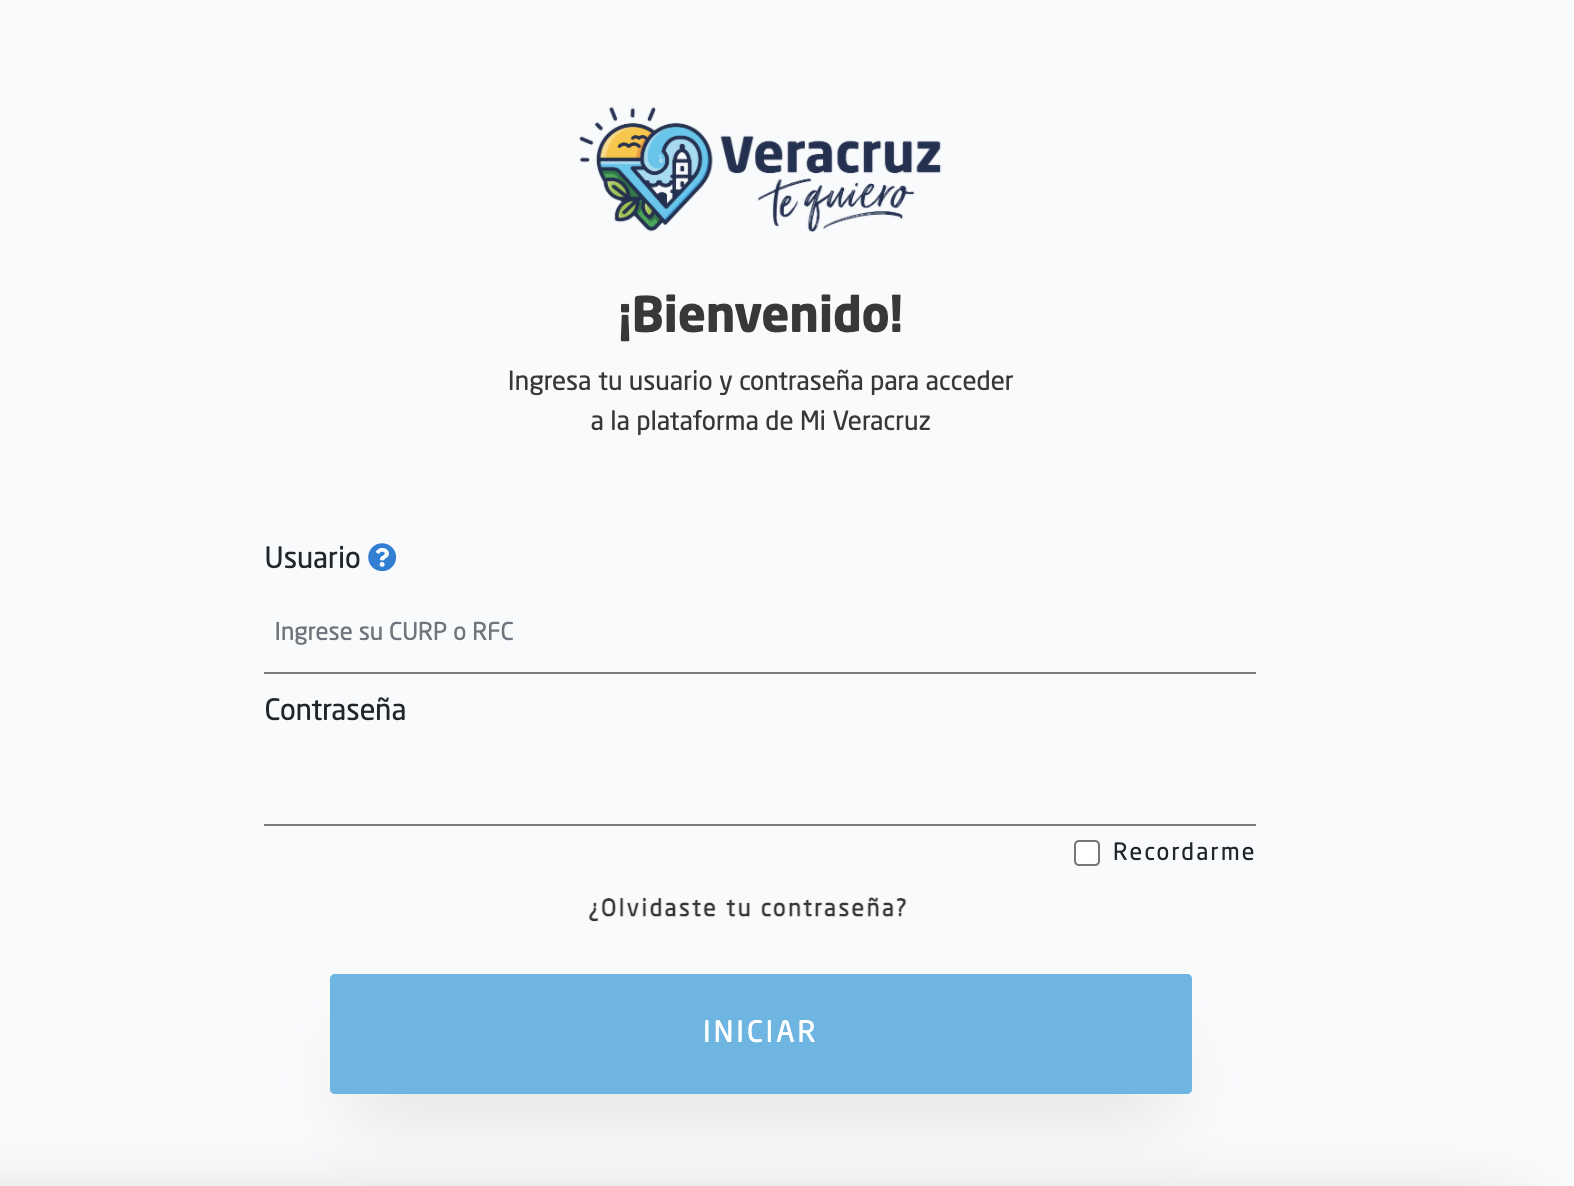 Veracruz
te quiero
¡Bienvenido!
Ingresa tu usuario y contraseña para acceder
a la plataforma de Mi Veracruz
Usuario ?
Ingrese su CURP o RFC
Contraseña
Recordarme
¿Olvidaste tu contraseña?
INICIAR